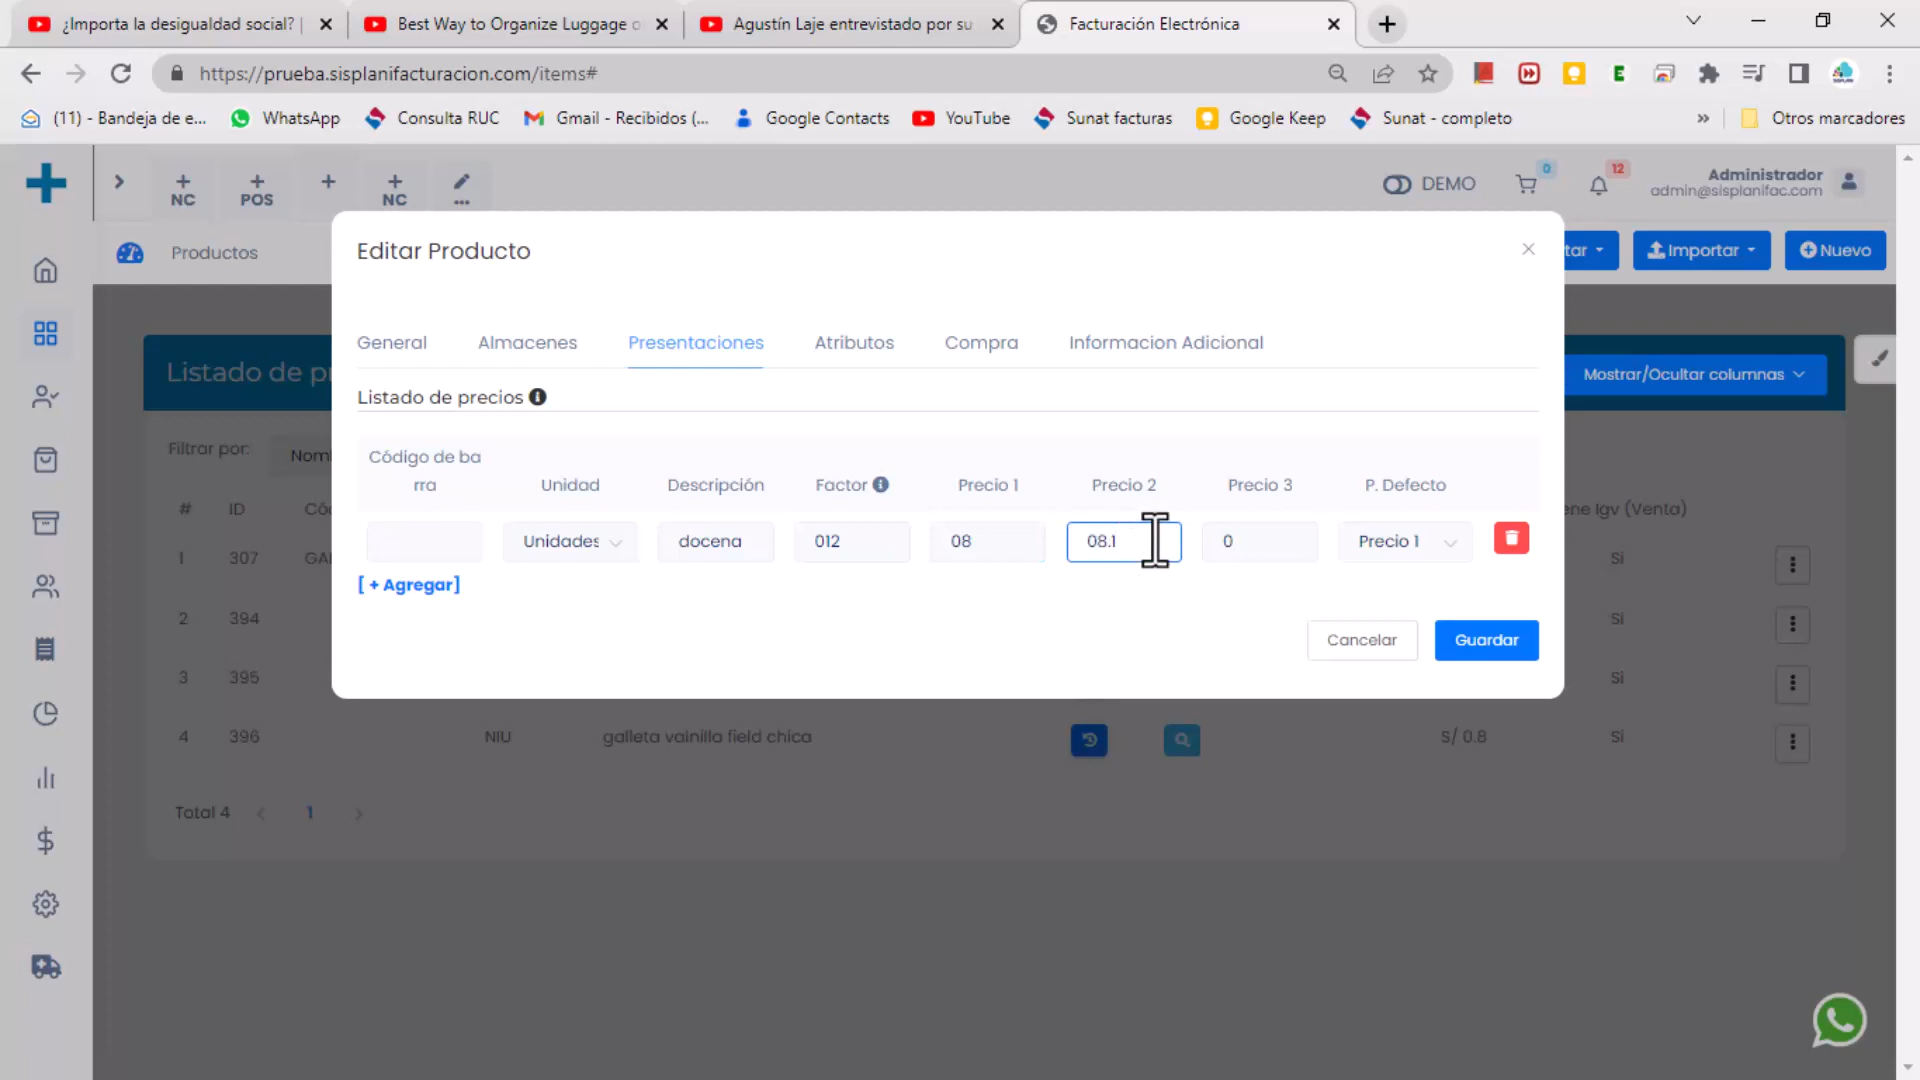 ¿Importa la desigualdad social? |
Best Way to Organize Luggage o
Agustín Laje entrevistado por su
Facturación Electrónica
https://prueba.sisplanifacturacion.com/items#
(11) - Bandeja de e...
WhatsApp
Consulta RUC
Gmail - Recibidos (...
Google Contacts
YouTube
Sunat facturas
Google Keep
Sunat - completo
»
Otros marcadores
+ NC
+ POS
+
+ NC
...
DEMO
0
12
Administrador
admin@sisplanifac.com
Productos
tar
Importar
Nuevo
Editar Producto
General
Almacenes
Presentaciones
Atributos
Compra
Informacion Adicional
Listado de pr
Mostrar/Ocultar columnas
Listado de precios
Filtrar por:
Nom
Código de ba
rra
Unidad
Descripción
Factor
Precio 1
Precio 2
Precio 3
P. Defecto
Unidades
docena
012
08
08.1
0
Precio 1
[ + Agregar]
Cancelar
Guardar
# ID Có
ene Igv (Venta)
1 307 GAL Si
2 394 Si
3 395 Si
4 396 NIU galleta vainilla field chica S/ 0.8 Si
Total 4 < 1 >